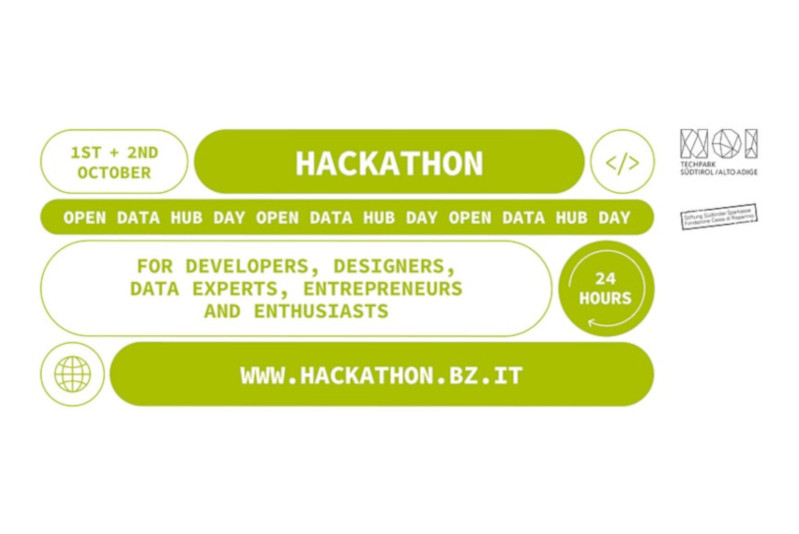 1ST + 2ND
OCTOBER
HACKATHON
</>
NOI
TECHPARK
SÜDTIROL / ALTO ADIGE
OPEN DATA HUB DAY OPEN DATA HUB DAY OPEN DATA HUB DAY
Stiftung Südtiroler Sparkasse
Fondazione Cassa di Risparmio
FOR DEVELOPERS, DESIGNERS,
DATA EXPERTS, ENTREPRENEURS
AND ENTHUSIASTS
24
HOURS
WWW.HACKATHON.BZ.IT